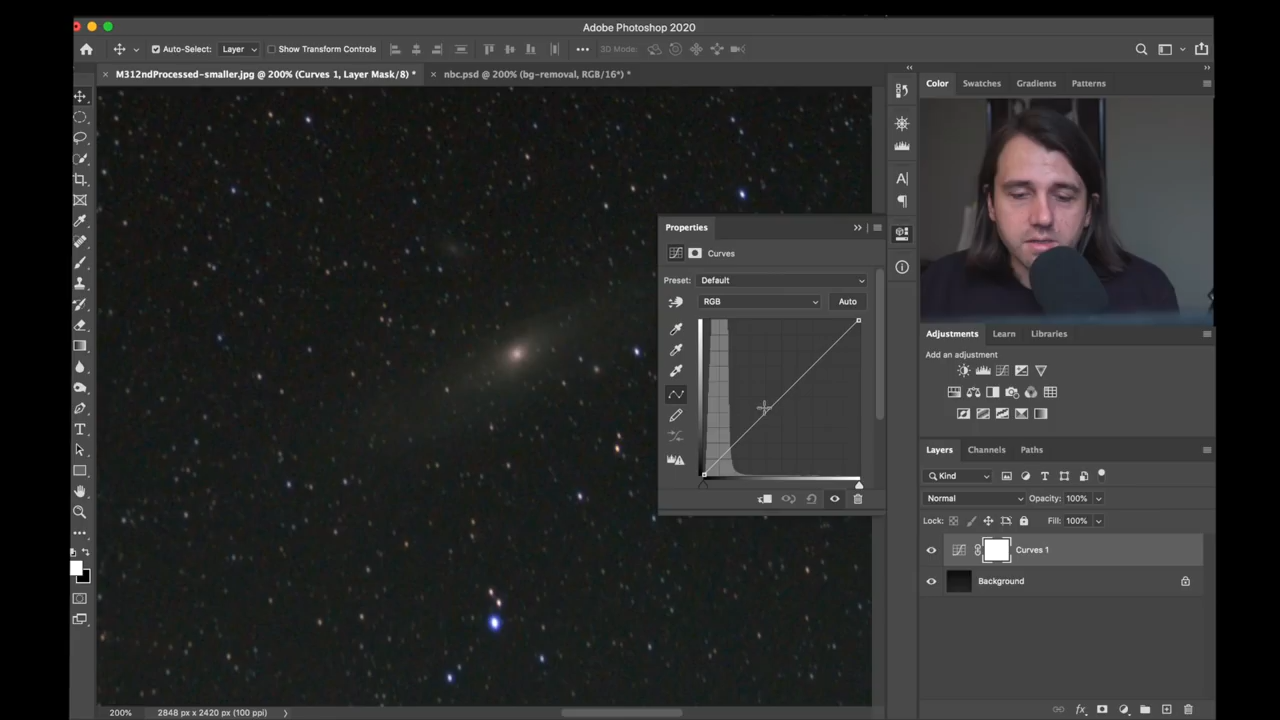 Adobe Photoshop 2020
Auto-Select: Layer Show Transform Controls 3D Mode:
M312ndProcessed-smaller.jpg @ 200% (Curves 1, Layer Mask/8) * nbc.psd @ 200% (bg-removal, RGB/16*) *
Color Swatches Gradients Patterns
Properties
Curves
Preset: Default
RGB Auto
Adjustments Learn Libraries
Add an adjustment
Layers Channels Paths
Kind
Normal Opacity: 100%
Lock: Fill: 100%
Curves 1
Background
200% 2848 px x 2420 px (100 ppi)